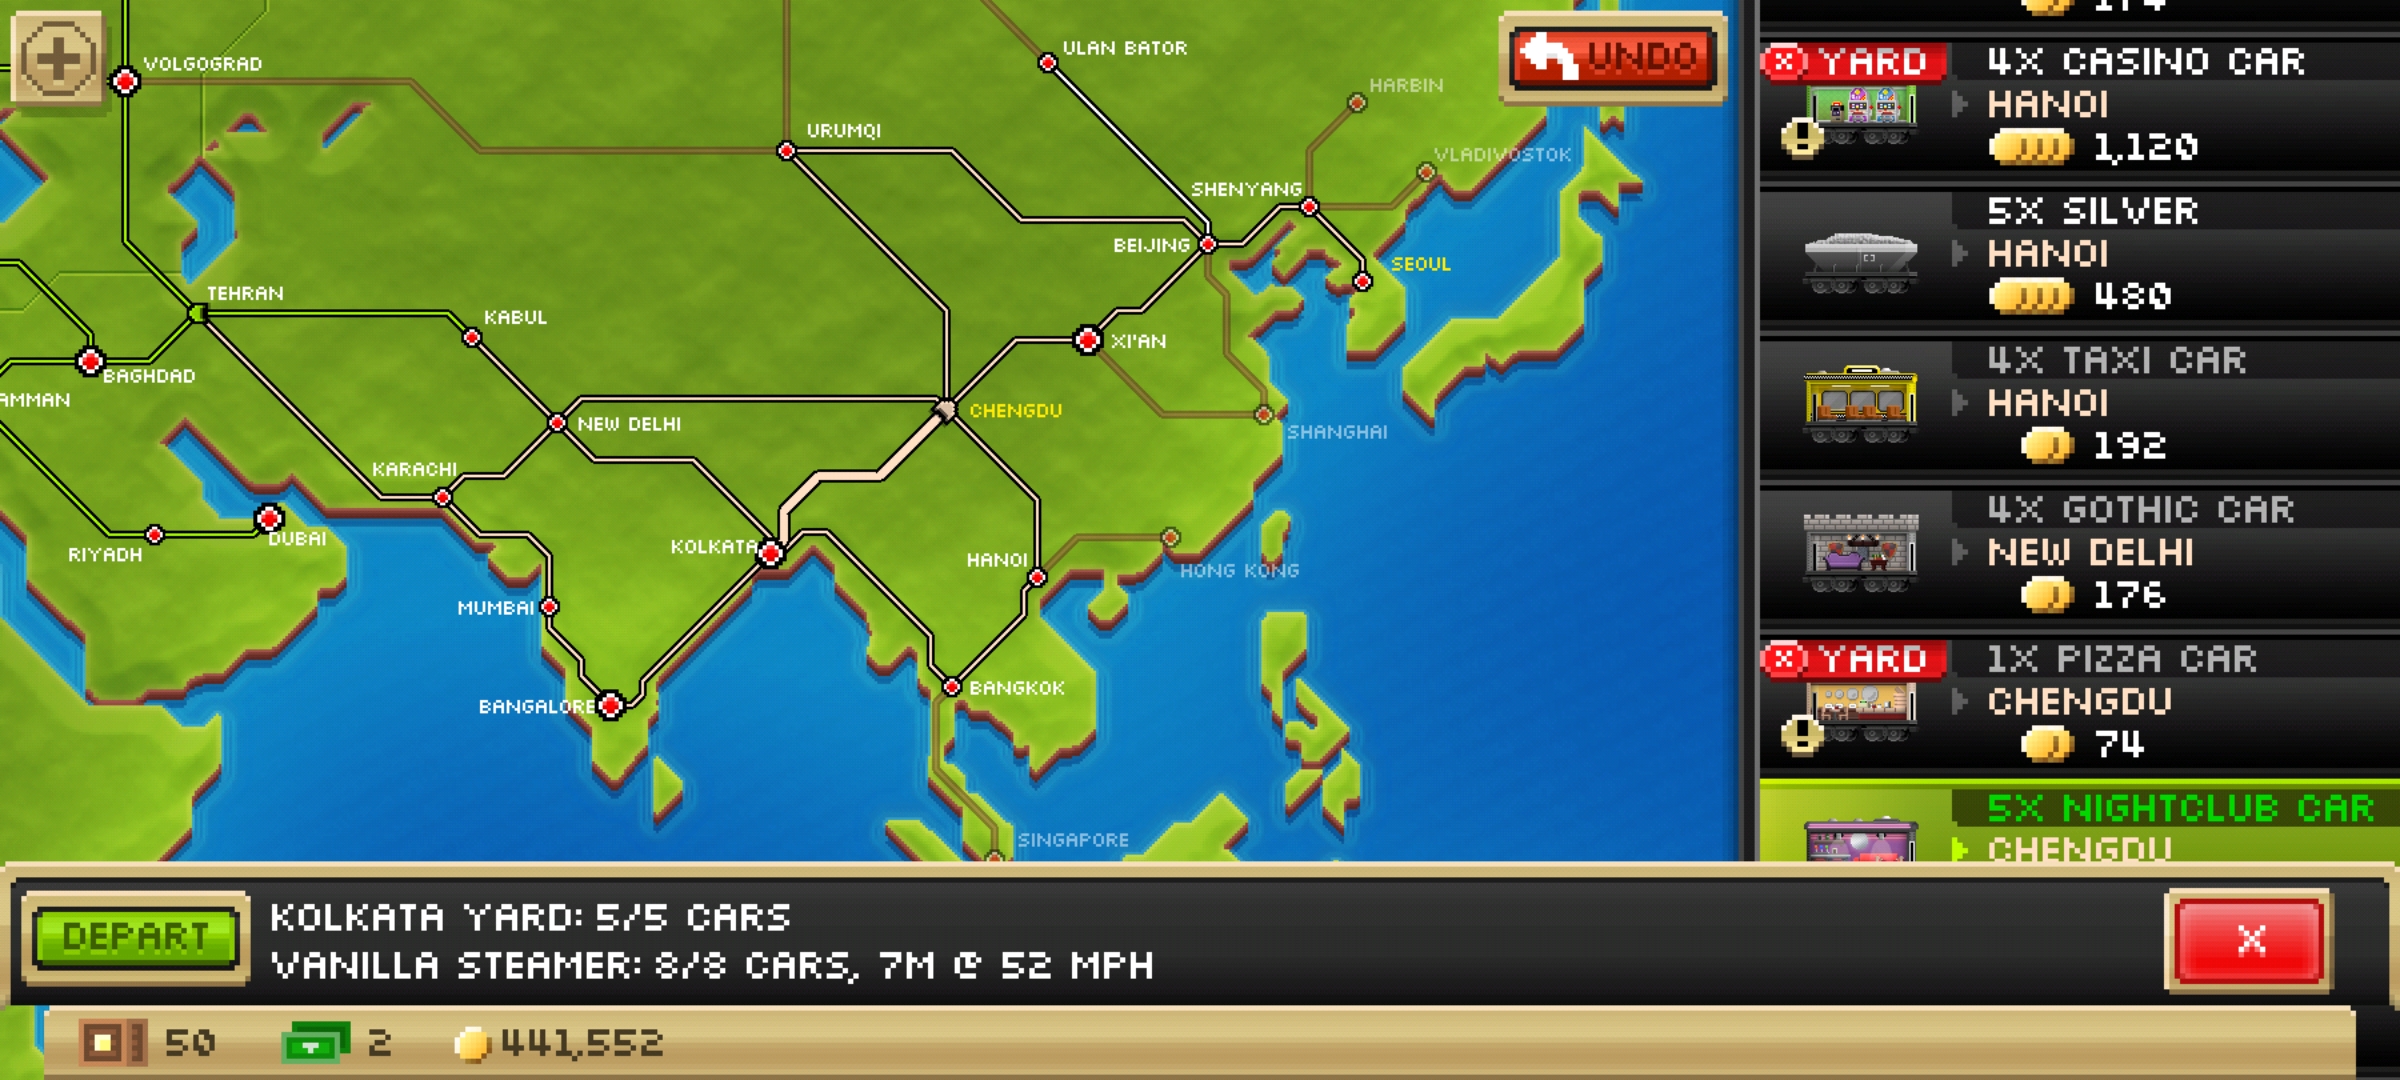 ULAN BATOR
VOLGOGRAD
UNDO
HARBIN
URUMQI
VLADIVOSTOK
SHENYANG
BEIJING
SEOUL
TEHRAN
KABUL
XI'AN
BAGHDAD
AMMAN
CHENGDU
NEW DELHI
SHANGHAI
KARACHI
DUBAI
RIYADH
KOLKATA
HANOI
HONG KONG
MUMBAI
BANGKOK
BANGALORE
SINGAPORE
174
YARD
4X CASINO CAR
HANOI
1,120
5X SILVER
HANOI
480
4X TAXI CAR
HANOI
192
4X GOTHIC CAR
NEW DELHI
176
YARD
1X PIZZA CAR
CHENGDU
74
5X NIGHTCLUB CAR
CHENGDU
DEPART
KOLKATA YARD: 5/5 CARS
VANILLA STEAMER: 8/8 CARS, 7M @ 52 MPH
X
50
2
441,552